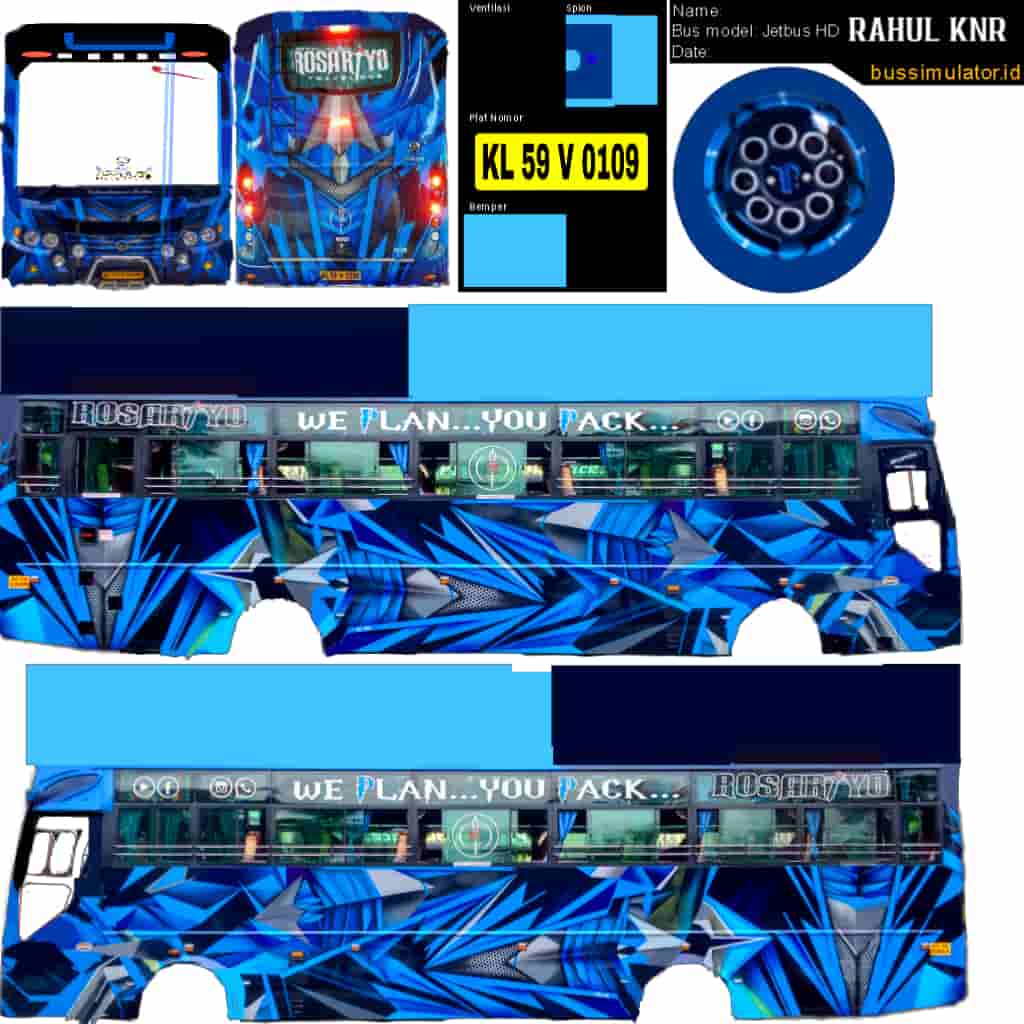 Ventilasi
Spion
Name:
Bus model: Jetbus HD
Date:
RAHUL KNR
bussimulator.id
ROSARIYO
Plat Nomor
KL 59 V 0109
Bemper
ROSARIYO
WE PLAN...YOU PACK...
WE PLAN...YOU PACK...
ROSARIYO